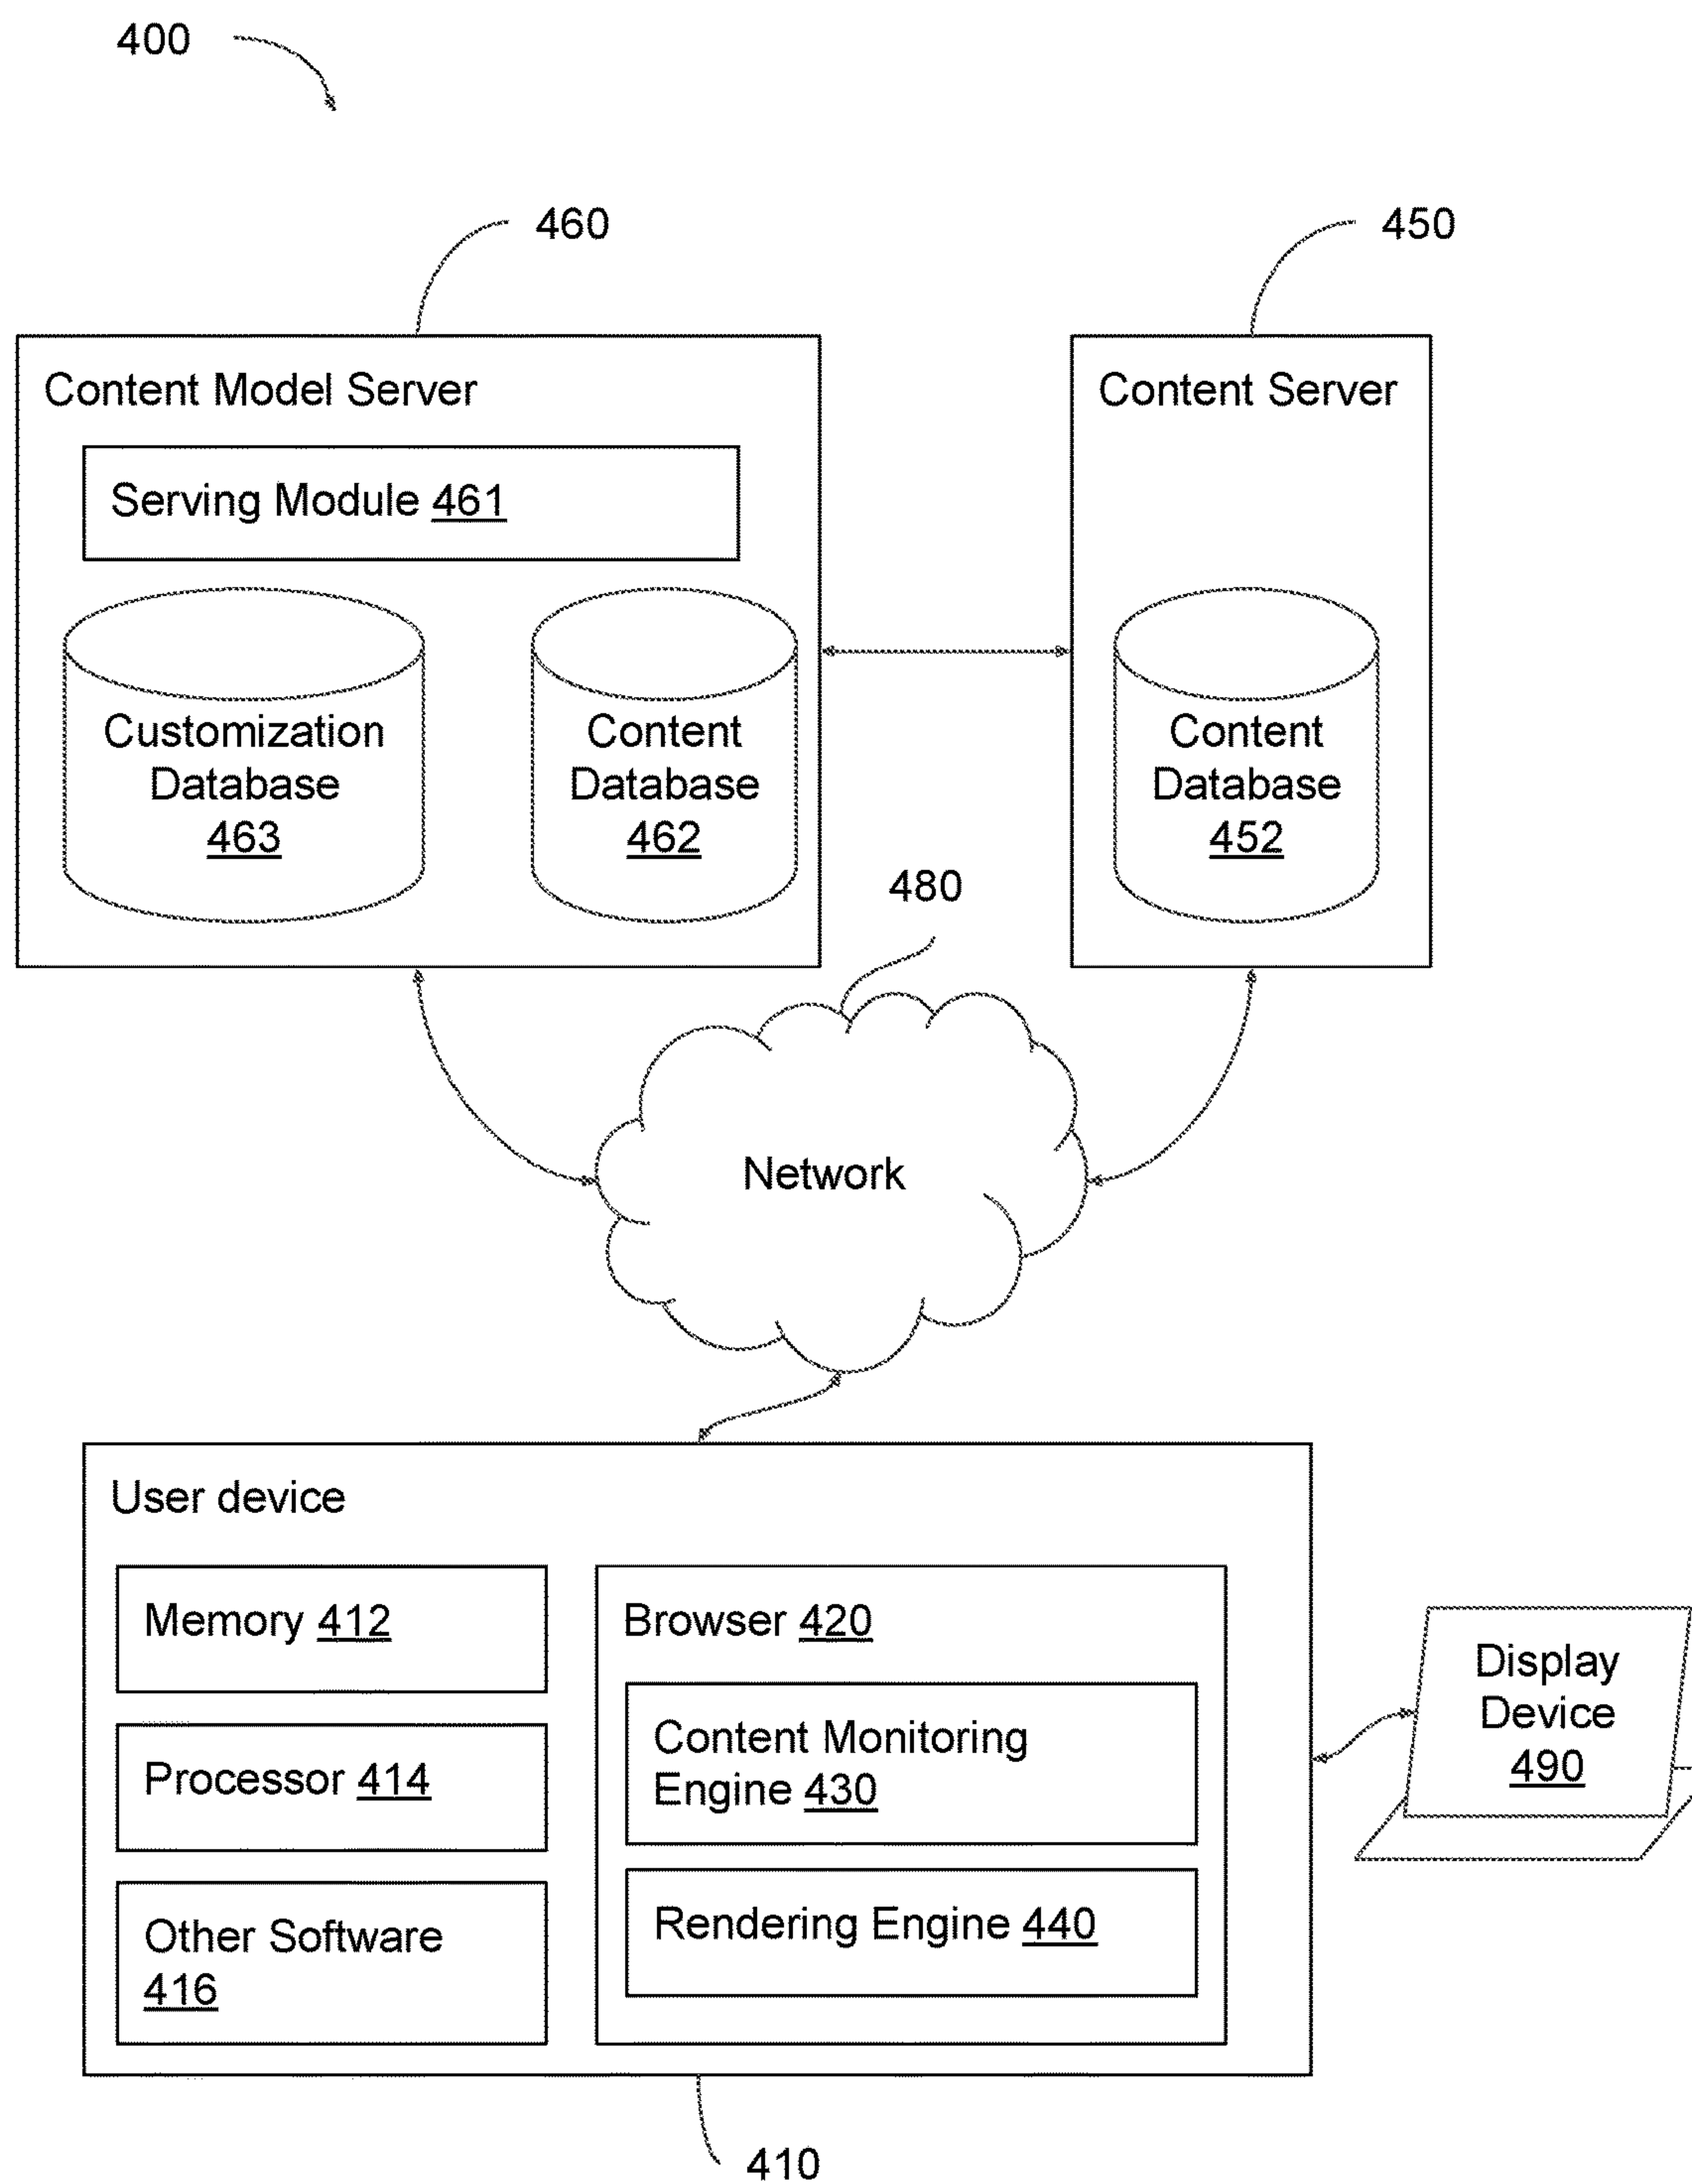 400
460
450
Content Model Server
Content Server
Serving Module 461
Customization
Database
463
Content
Database
462
Content
Database
452
480
Network
User device
Memory 412
Processor 414
Other Software
416
Browser 420
Content Monitoring
Engine 430
Rendering Engine 440
Display
Device
490
410